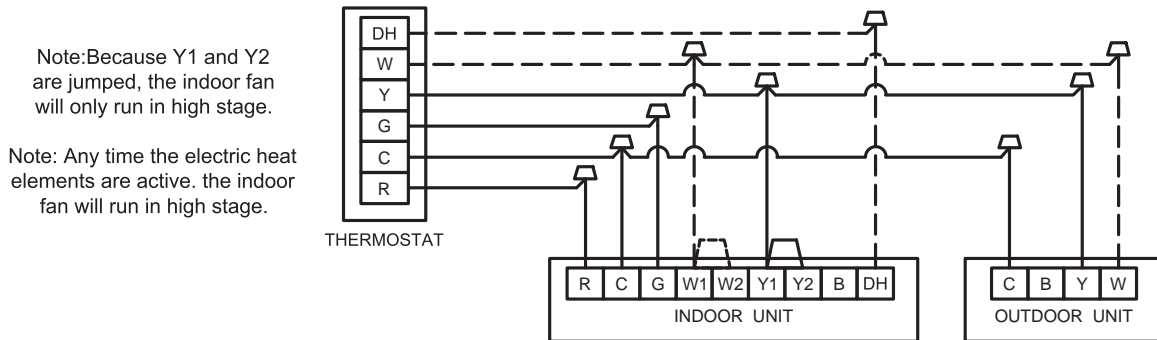 Note:Because Y1 and Y2
are jumped, the indoor fan
will only run in high stage.
Note: Any time the electric heat
elements are active. the indoor
fan will run in high stage.
DH
W
Y
G
C
R
THERMOSTAT
R C G W1 W2 Y1 Y2 B DH
INDOOR UNIT
C B Y W
OUTDOOR UNIT